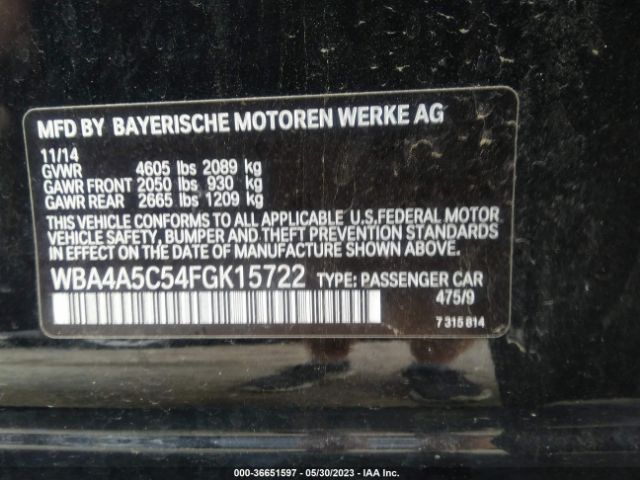 MFD BY BAYERISCHE MOTOREN WERKE AG
11/14
GVWR 4605 lbs 2089 kg
GAWR FRONT 2050 lbs 930 kg
GAWR REAR 2665 lbs 1209 kg
THIS VEHICLE CONFORMS TO ALL APPLICABLE U.S.FEDERAL MOTOR
VEHICLE SAFETY, BUMPER AND THEFT PREVENTION STANDARDS
IN EFFECT ON THE DATE OF MANUFACTURE SHOWN ABOVE.
WBA4A5C54FGK15722 TYPE: PASSENGER CAR
475/9
7 315 814
000-36651597 - 05/30/2023 - IAA Inc.